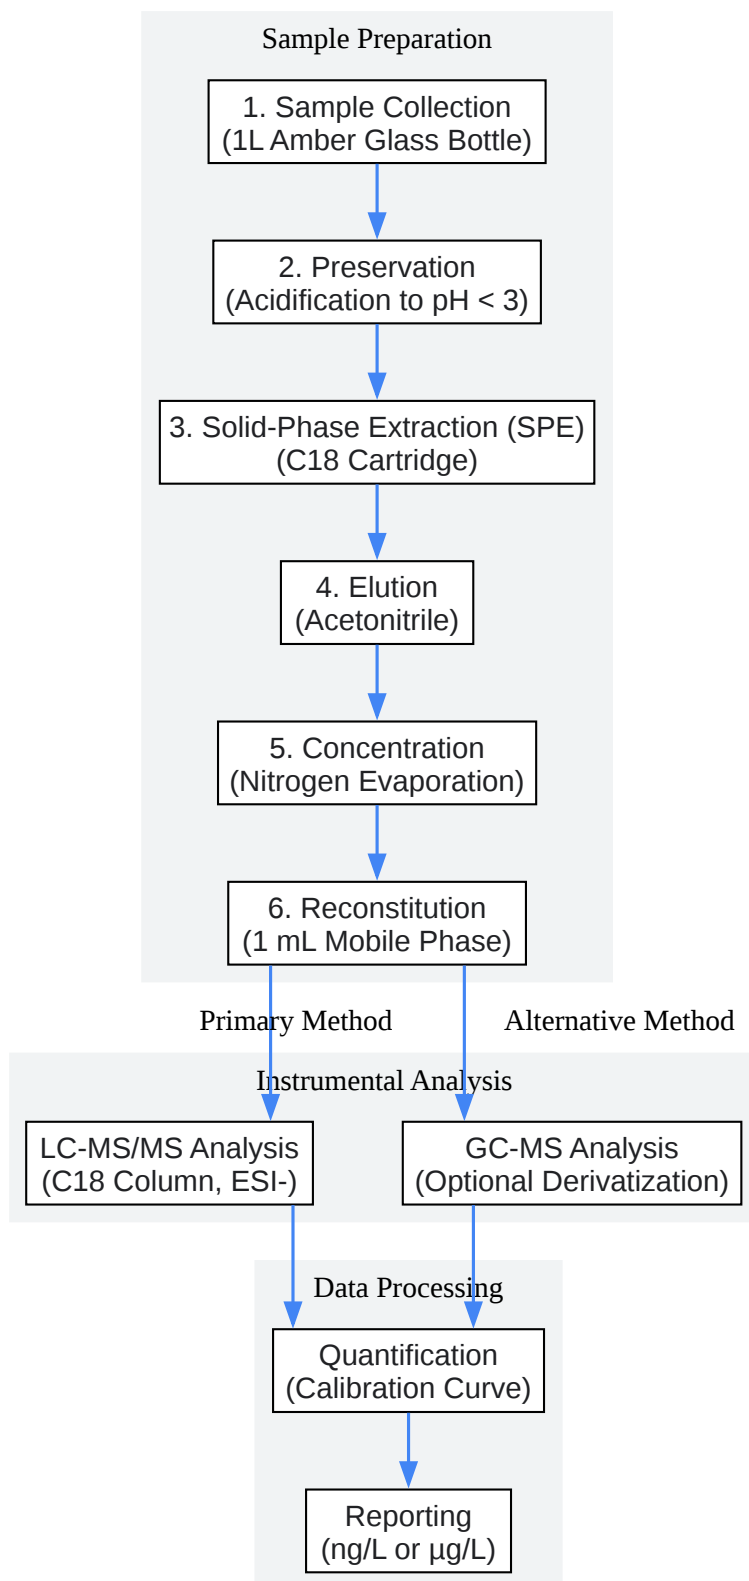 Sample Preparation
1. Sample Collection
(1L Amber Glass Bottle)
2. Preservation
(Acidification to pH < 3)
3. Solid-Phase Extraction (SPE)
(C18 Cartridge)
4. Elution
(Acetonitrile)
5. Concentration
(Nitrogen Evaporation)
6. Reconstitution
(1 mL Mobile Phase)
Primary Method
Alternative Method
Instrumental Analysis
LC-MS/MS Analysis
(C18 Column, ESI-)
GC-MS Analysis
(Optional Derivatization)
Data Processing
Quantification
(Calibration Curve)
Reporting
(ng/L or µg/L)